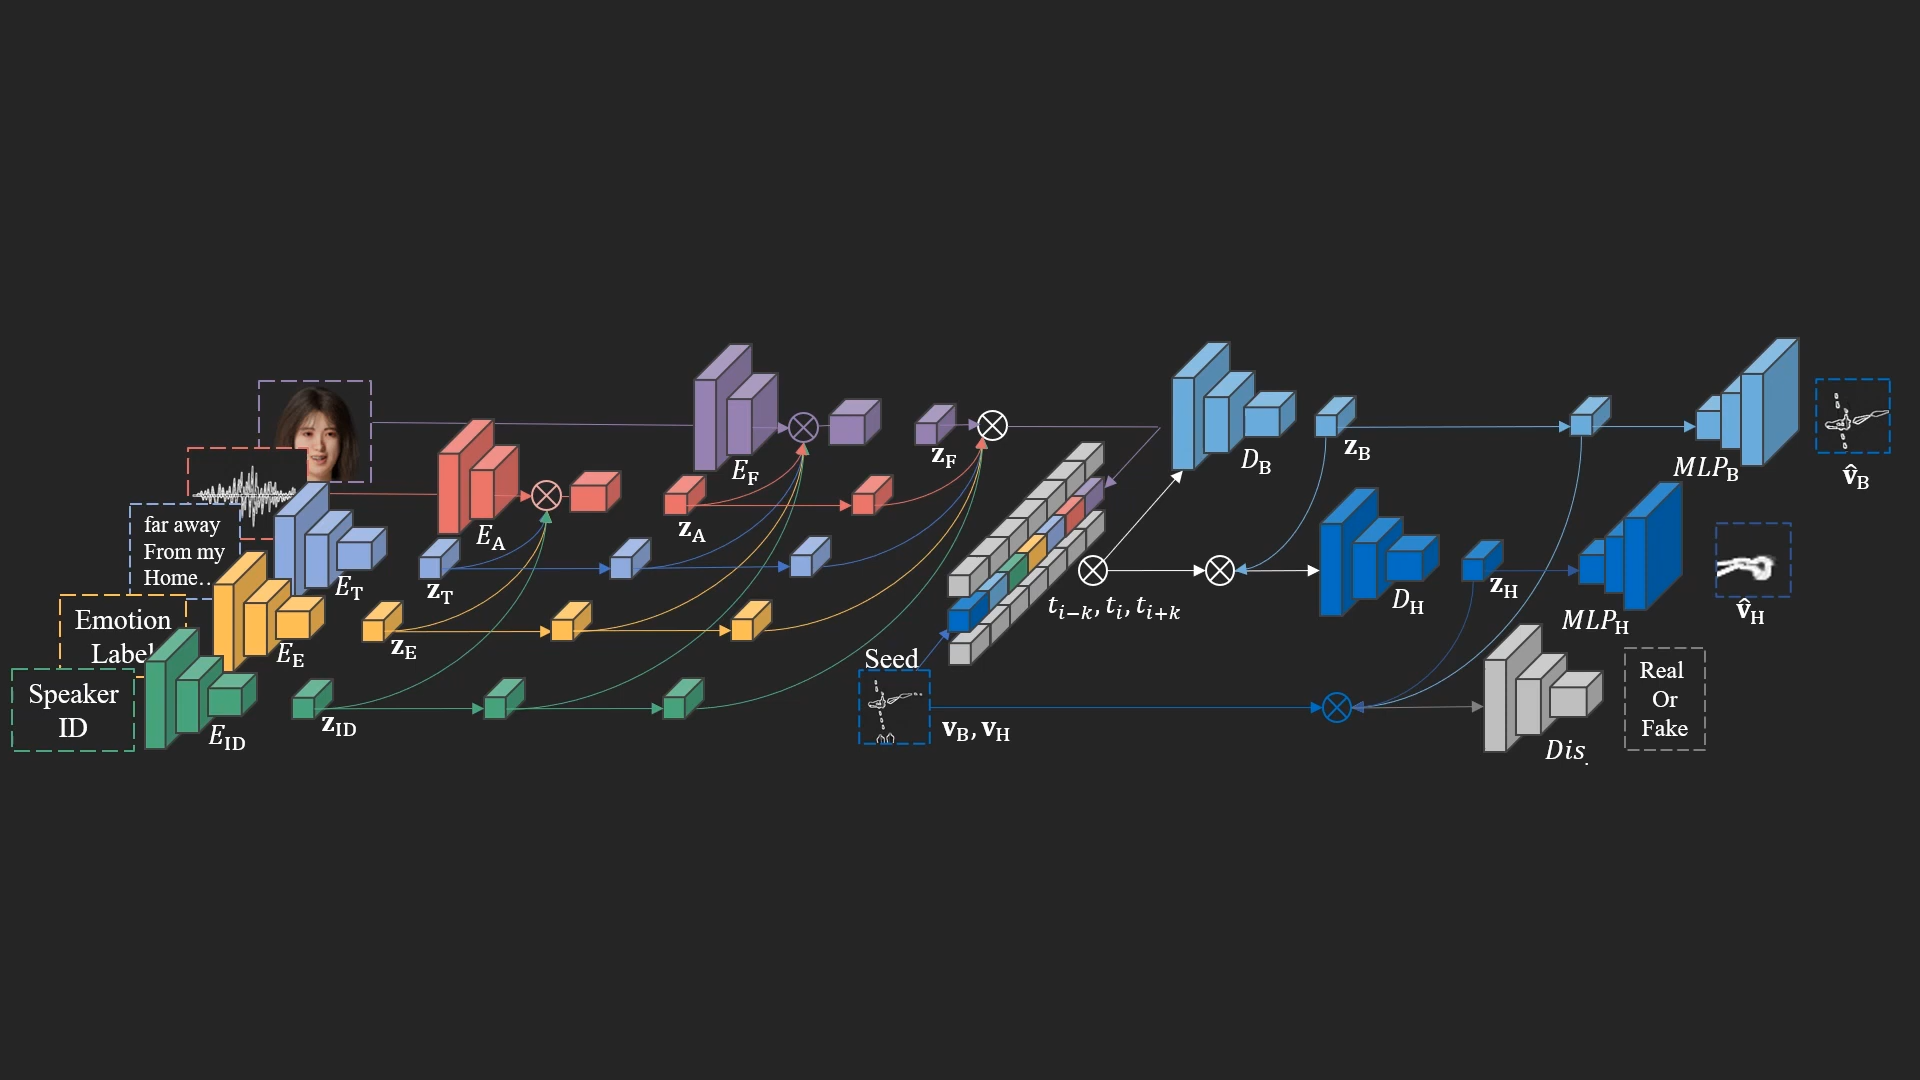 far away
From my
Home..
Emotion
Label
Speaker
ID
E_ID
E_E
E_T
E_A
E_F
z_ID
z_E
z_T
z_A
z_F
Seed
v_B, v_H
t_{i−k}, t_i, t_{i+k}
D_B
z_B
D_H
z_H
MLP_B
v̂_B
MLP_H
v̂_H
Dis.
Real
Or
Fake